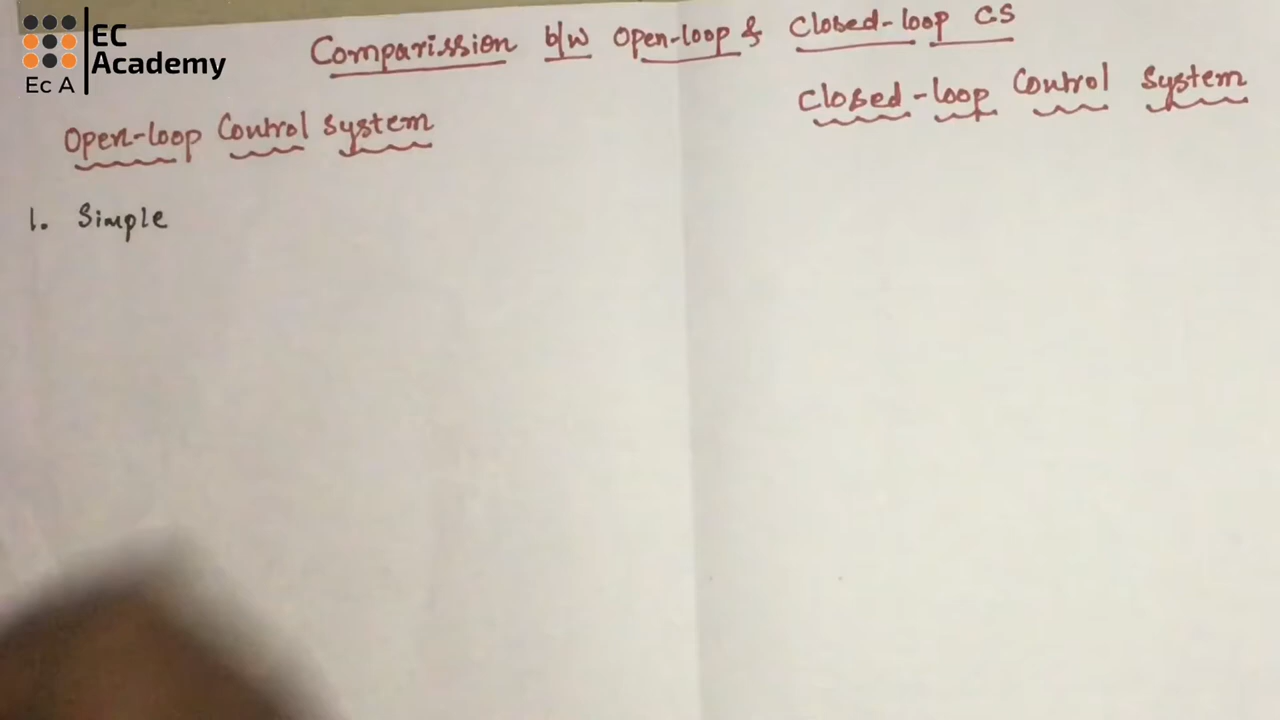 EC
Academy
Ec A
Comparission b/w Open-loop & Closed-loop CS
Open-loop Control System
Closed-loop Control System
1. Simple